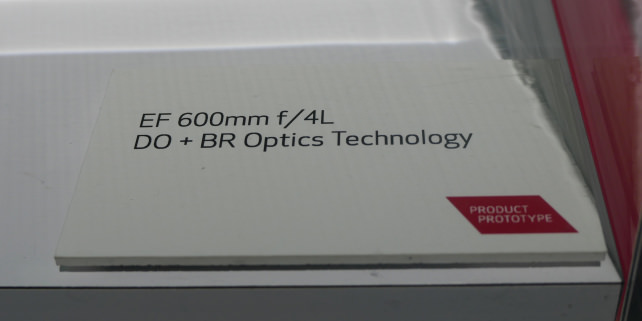 EF 600mm f/4L
DO + BR Optics Technology
PRODUCT
PROTOTYPE